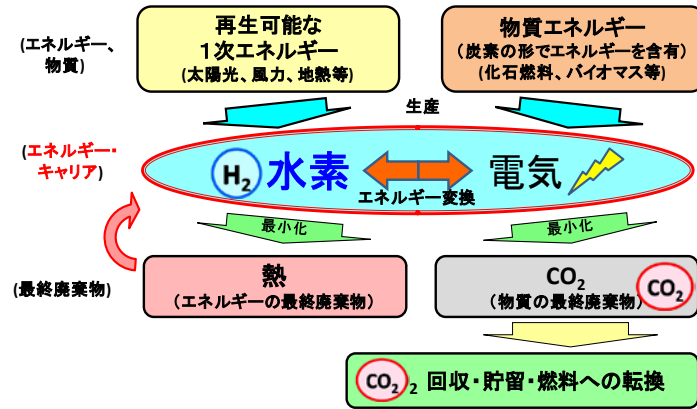 (エネルギー、
物質)
再生可能な
1次エネルギー
(太陽光、風力、地熱等)
物質エネルギー
(炭素の形でエネルギーを含有)
(化石燃料、バイオマス等)
生産
(エネルギー・
キャリア)
H₂ 水素
電気
エネルギー変換
最小化
最小化
(最終廃棄物)
熱
(エネルギーの最終廃棄物)
CO₂
(物質の最終廃棄物)
CO₂
CO₂ ₂ 回収・貯留・燃料への転換